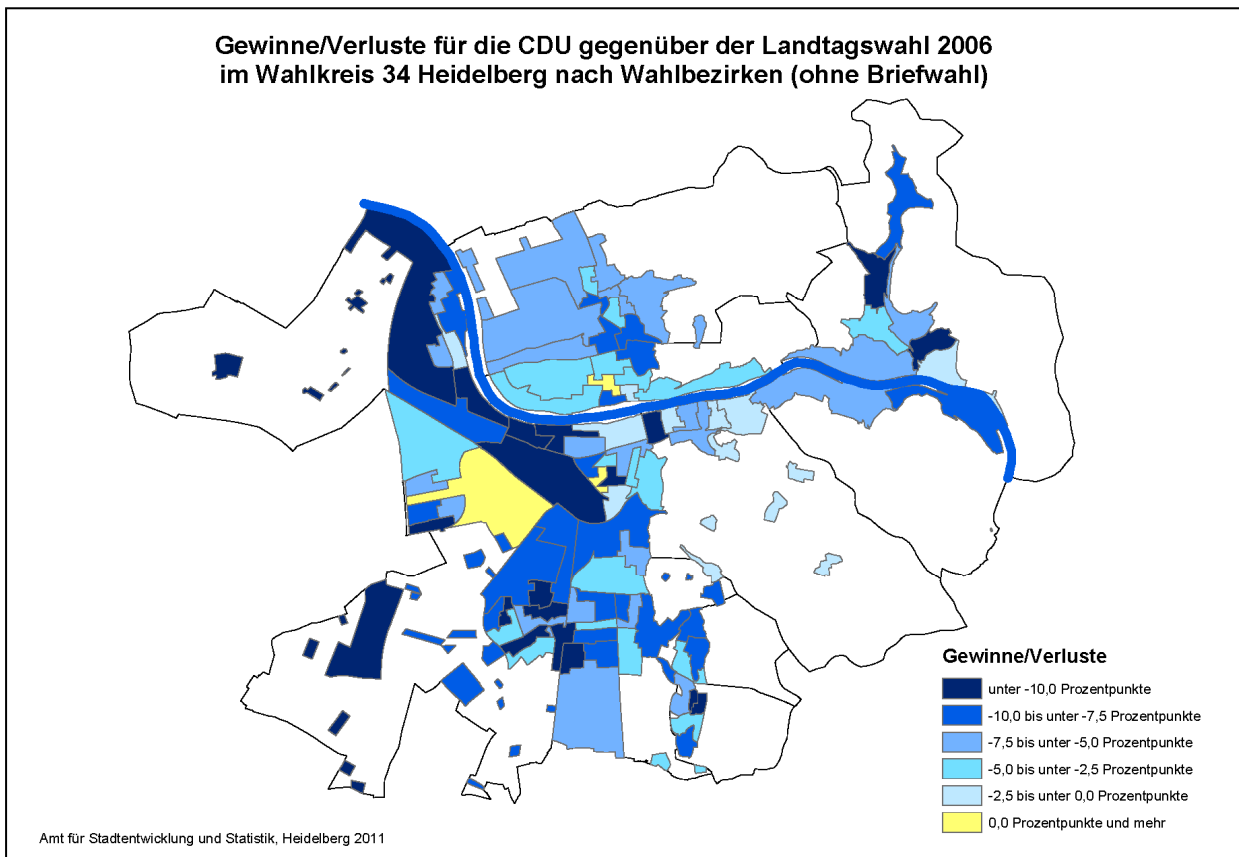 Gewinne/Verluste für die CDU gegenüber der Landtagswahl 2006
im Wahlkreis 34 Heidelberg nach Wahlbezirken (ohne Briefwahl)
Gewinne/Verluste
unter -10,0 Prozentpunkte
-10,0 bis unter -7,5 Prozentpunkte
-7,5 bis unter -5,0 Prozentpunkte
-5,0 bis unter -2,5 Prozentpunkte
-2,5 bis unter 0,0 Prozentpunkte
0,0 Prozentpunkte und mehr
Amt für Stadtentwicklung und Statistik, Heidelberg 2011